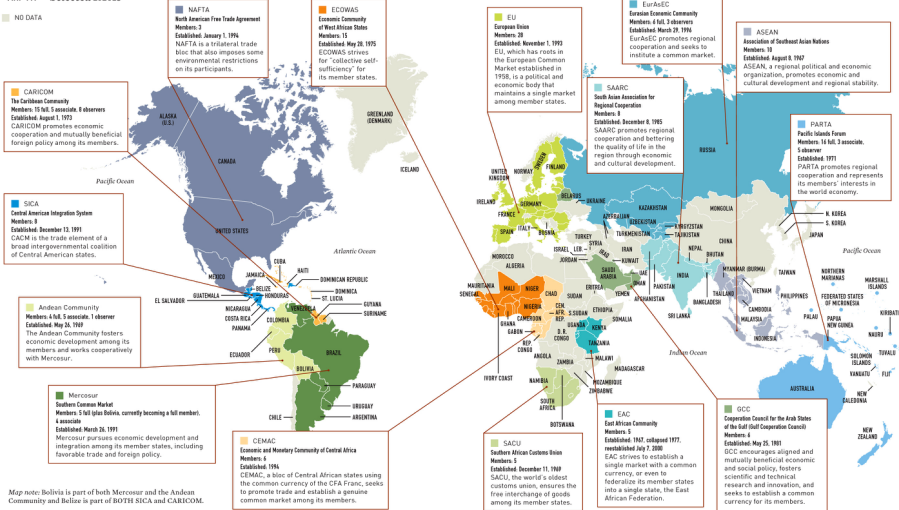 NO DATA
NAFTA
North American Free Trade Agreement
Members: 3
Established: January 1, 1994
NAFTA is a trilateral trade
bloc that also imposes some
environmental restrictions
on its participants.
ECOWAS
Economic Community
of West African States
Members: 15
Established: May 28, 1975
ECOWAS strives
for "collective self-
sufficiency" for
its member states.
EU
European Union
Members: 28
Established: November 1, 1993
EU, which has roots in
the European Common
Market established in
1958, is a political and
economic body that
maintains a single market
among member states.
EurAsEC
Eurasian Economic Community
Members: 6 full, 3 observers
Established: March 29, 1996
EurAsEC promotes regional
cooperation and seeks to
institute a common market.
ASEAN
Association of Southeast Asian Nations
Members: 10
Established: August 8, 1967
ASEAN, a regional political and economic
organization, promotes economic and
cultural development and regional stability.
SAARC
South Asian Association for
Regional Cooperation
Members: 8
Established: December 8, 1985
SAARC promotes regional
cooperation and bettering
the quality of life in the
region through economic
and cultural development.
PARTA
Pacific Islands Forum
Members: 16 full, 3 associate,
5 observer
Established: 1971
PARTA promotes regional
cooperation and represents
its members' interests in
the world economy.
CARICOM
The Caribbean Community
Members: 15 full, 5 associate, 8 observers
Established: August 1, 1973
CARICOM promotes economic
cooperation and mutually beneficial
foreign policy among its members.
SICA
Central American Integration System
Members: 8
Established: December 13, 1991
CACM is the trade element of a
broad intergovernmental coalition
of Central American states.
Andean Community
Members: 4 full, 5 associate, 1 observer
Established: May 26, 1969
The Andean Community fosters
economic development among its
members and works cooperatively
with Mercosur.
Mercosur
Southern Common Market
Members: 5 full (plus Bolivia, currently becoming a full member),
4 associate
Established: March 26, 1991
Mercosur pursues economic development and
integration among its member states, including
favorable trade and foreign policy.
CEMAC
Economic and Monetary Community of Central Africa
Members: 6
Established: 1994
CEMAC, a bloc of Central African states using
the common currency of the CFA Franc, seeks
to promote trade and establish a genuine
common market among its members.
SACU
Southern African Customs Union
Members: 5
Established: December 11, 1969
SACU, the world's oldest
customs union, ensures the
free interchange of goods
among its member states.
EAC
East African Community
Members: 5
Established: 1967, collapsed 1977,
reestablished July 7, 2000
EAC strives to establish a
single market with a common
currency, or even to
federalize its member states
into a single state, the East
African Federation.
GCC
Cooperation Council for the Arab States
of the Gulf (Gulf Cooperation Council)
Members: 6
Established: May 25, 1981
GCC encourages aligned and
mutually beneficial economic
and social policy, fosters
scientific and technical
research and innovation, and
seeks to establish a common
currency for its members.
ALASKA
(U.S.)
CANADA
GREENLAND
(DENMARK)
ICELAND
Pacific Ocean
UNITED STATES
Atlantic Ocean
MEXICO
CUBA
JAMAICA
HAITI
DOMINICAN REPUBLIC
BELIZE
DOMINICA
GUATEMALA
HONDURAS
ST. LUCIA
EL SALVADOR
NICARAGUA
VENEZUELA
GUYANA
COSTA RICA
COLOMBIA
SURINAME
PANAMA
ECUADOR
PERU
BRAZIL
BOLIVIA
PARAGUAY
URUGUAY
CHILE
ARGENTINA
UNITED
KINGDOM
NORWAY
SWEDEN
FINLAND
RUSSIA
IRELAND
GERMANY
BELARUS
UKRAINE
FRANCE
KAZAKHSTAN
MONGOLIA
SPAIN
ITALY
BOSNIA
AZERBAIJAN
UZBEKISTAN
KYRGYZSTAN
TURKMENISTAN
TAJIKISTAN
N. KOREA
S. KOREA
JAPAN
TURKEY
SYRIA
ISRAEL
LEB.
IRAQ
IRAN
CHINA
NEPAL
BHUTAN
MOROCCO
ALGERIA
JORDAN
KUWAIT
Pacific Ocean
SAUDI
ARABIA
UAE
OMAN
PAKISTAN
INDIA
MYANMAR (BURMA)
TAIWAN
NORTHERN
MARIANAS
MAURITANIA
SENEGAL
MALI
NIGER
CHAD
SUDAN
ERITREA
YEMEN
AFGHANISTAN
BANGLADESH
THAILAND
VIETNAM
PHILIPPINES
MARSHALL
ISLANDS
NIGERIA
CEN.
AFR.
REP.
S.SUDAN
ETHIOPIA
SOMALIA
SRI LANKA
CAMBODIA
MALAYSIA
PALAU
FEDERATED STATES
OF MICRONESIA
GHANA
CAMEROON
GABON
UGANDA
KENYA
INDONESIA
PAPUA
NEW GUINEA
KIRIBATI
NAURU
REP.
CONGO
D. R.
CONGO
TANZANIA
Indian Ocean
SOLOMON
ISLANDS
TUVALU
ANGOLA
MALAWI
ZAMBIA
MADAGASCAR
VANUATU
FIJI
IVORY COAST
NAMIBIA
MOZAMBIQUE
ZIMBABWE
AUSTRALIA
NEW
CALEDONIA
SOUTH
AFRICA
BOTSWANA
NEW
ZEALAND
Map note: Bolivia is part of both Mercosur and the Andean
Community and Belize is part of BOTH SICA and CARICOM.